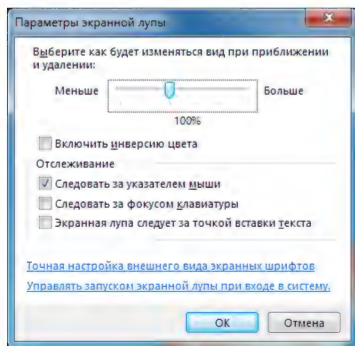 Параметры экранной лупы
Выберите как будет изменяться вид при приближении
и удалении:
Меньше Больше
100%
Включить инверсию цвета
Отслеживание
Следовать за указателем мыши
Следовать за фокусом клавиатуры
Экранная лупа следует за точкой вставки текста
Точная настройка внешнего вида экранных шрифтов
Управлять запуском экранной лупы при входе в систему.
ОК Отмена